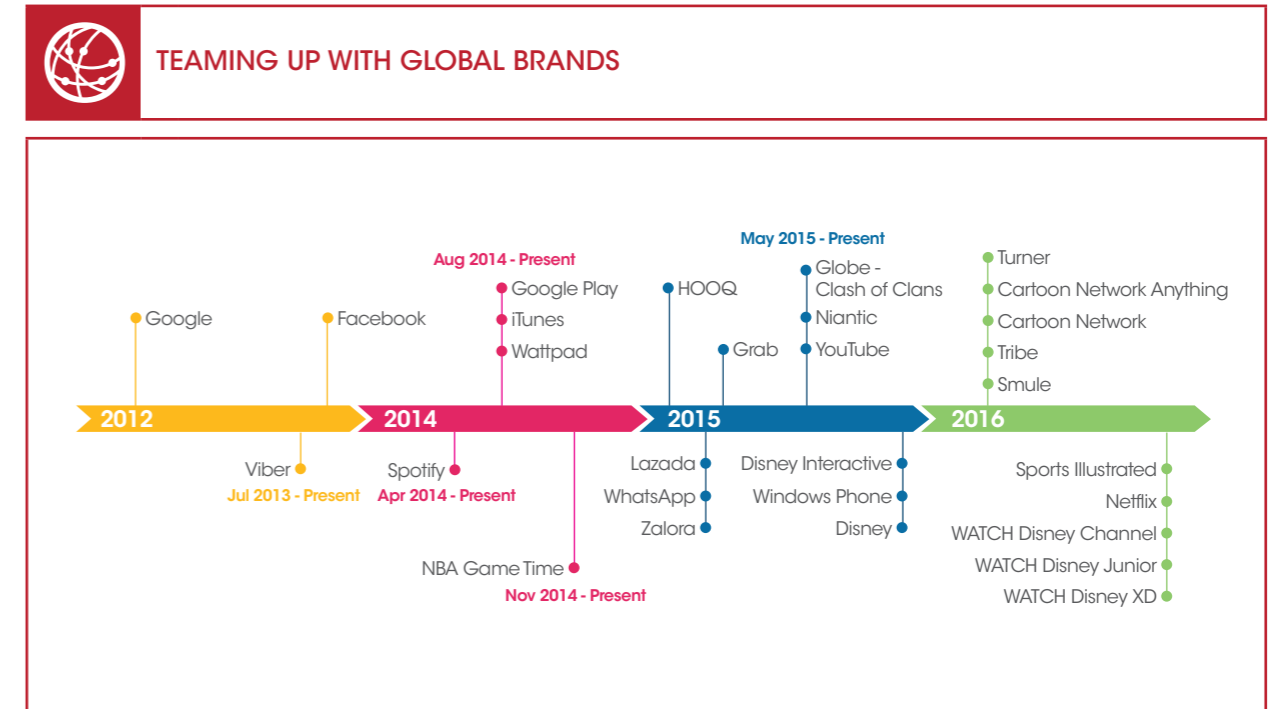 TEAMING UP WITH GLOBAL BRANDS
Google
Facebook
Aug 2014 - Present
Google Play
iTunes
Wattpad
HOOQ
Grab
May 2015 - Present
Globe -
Clash of Clans
Niantic
YouTube
Turner
Cartoon Network Anything
Cartoon Network
Tribe
Smule
2012
2014
2015
2016
Viber
Jul 2013 - Present
Spotify
Apr 2014 - Present
NBA Game Time
Nov 2014 - Present
Lazada
WhatsApp
Zalora
Disney Interactive
Windows Phone
Disney
Sports Illustrated
Netflix
WATCH Disney Channel
WATCH Disney Junior
WATCH Disney XD